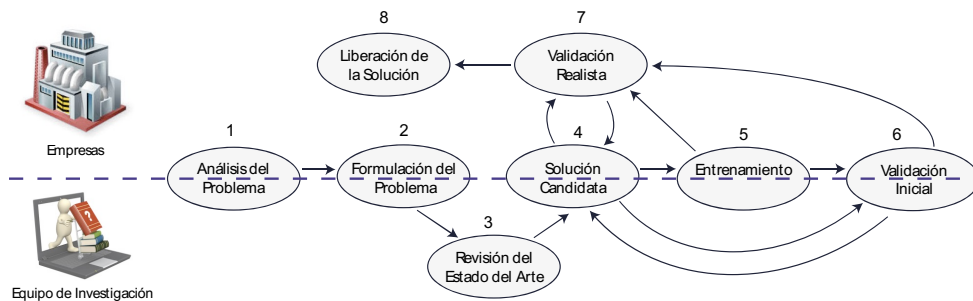 8
Liberación de
la Solución
7
Validación
Realista
Empresas
1
Análisis del
Problema
2
Formulación del
Problema
4
Solución
Candidata
5
Entrenamiento
6
Validación
Inicial
3
Revisión del
Estado del Arte
?
Equipo de Investigación